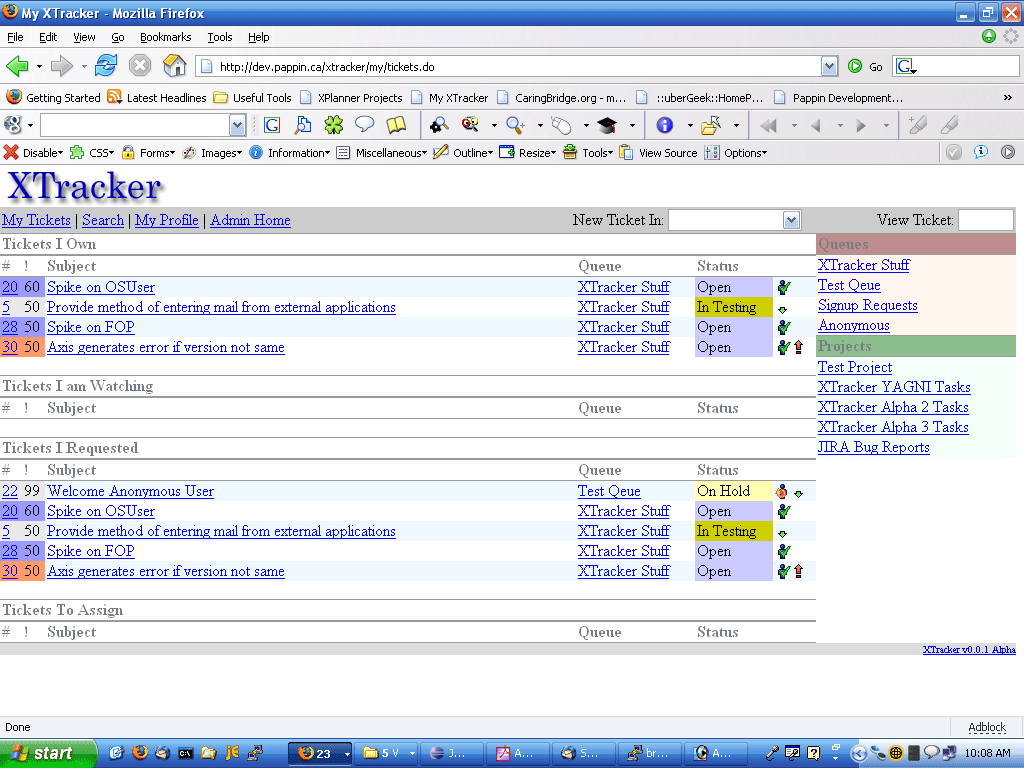 My XTracker - Mozilla Firefox
File Edit View Go Bookmarks Tools Help
http://dev.pappin.ca/xtracker/my/tickets.do Go G
Getting Started Latest Headlines Useful Tools XPlanner Projects My XTracker CaringBridge.org - m... ::uberGeek::HomeP... Pappin Development... »
Disable CSS Forms Images Information Miscellaneous Outline Resize Tools View Source Options
XTracker
My Tickets | Search | My Profile | Admin Home New Ticket In: View Ticket:
Tickets I Own
# ! Subject Queue Status
20 60 Spike on OSUser XTracker Stuff Open
5 50 Provide method of entering mail from external applications XTracker Stuff In Testing
28 50 Spike on FOP XTracker Stuff Open
30 50 Axis generates error if version not same XTracker Stuff Open
Tickets I am Watching
# ! Subject Queue Status
Tickets I Requested
# ! Subject Queue Status
22 99 Welcome Anonymous User Test Qeue On Hold
20 60 Spike on OSUser XTracker Stuff Open
5 50 Provide method of entering mail from external applications XTracker Stuff In Testing
28 50 Spike on FOP XTracker Stuff Open
30 50 Axis generates error if version not same XTracker Stuff Open
Tickets To Assign
# ! Subject Queue Status
Queues
XTracker Stuff
Test Qeue
Signup Requests
Anonymous
Projects
Test Project
XTracker YAGNI Tasks
XTracker Alpha 2 Tasks
XTracker Alpha 3 Tasks
JIRA Bug Reports
XTracker v0.0.1 Alpha
Done Adblock
start 23 5 V J... A... S... br... A... 10:08 AM